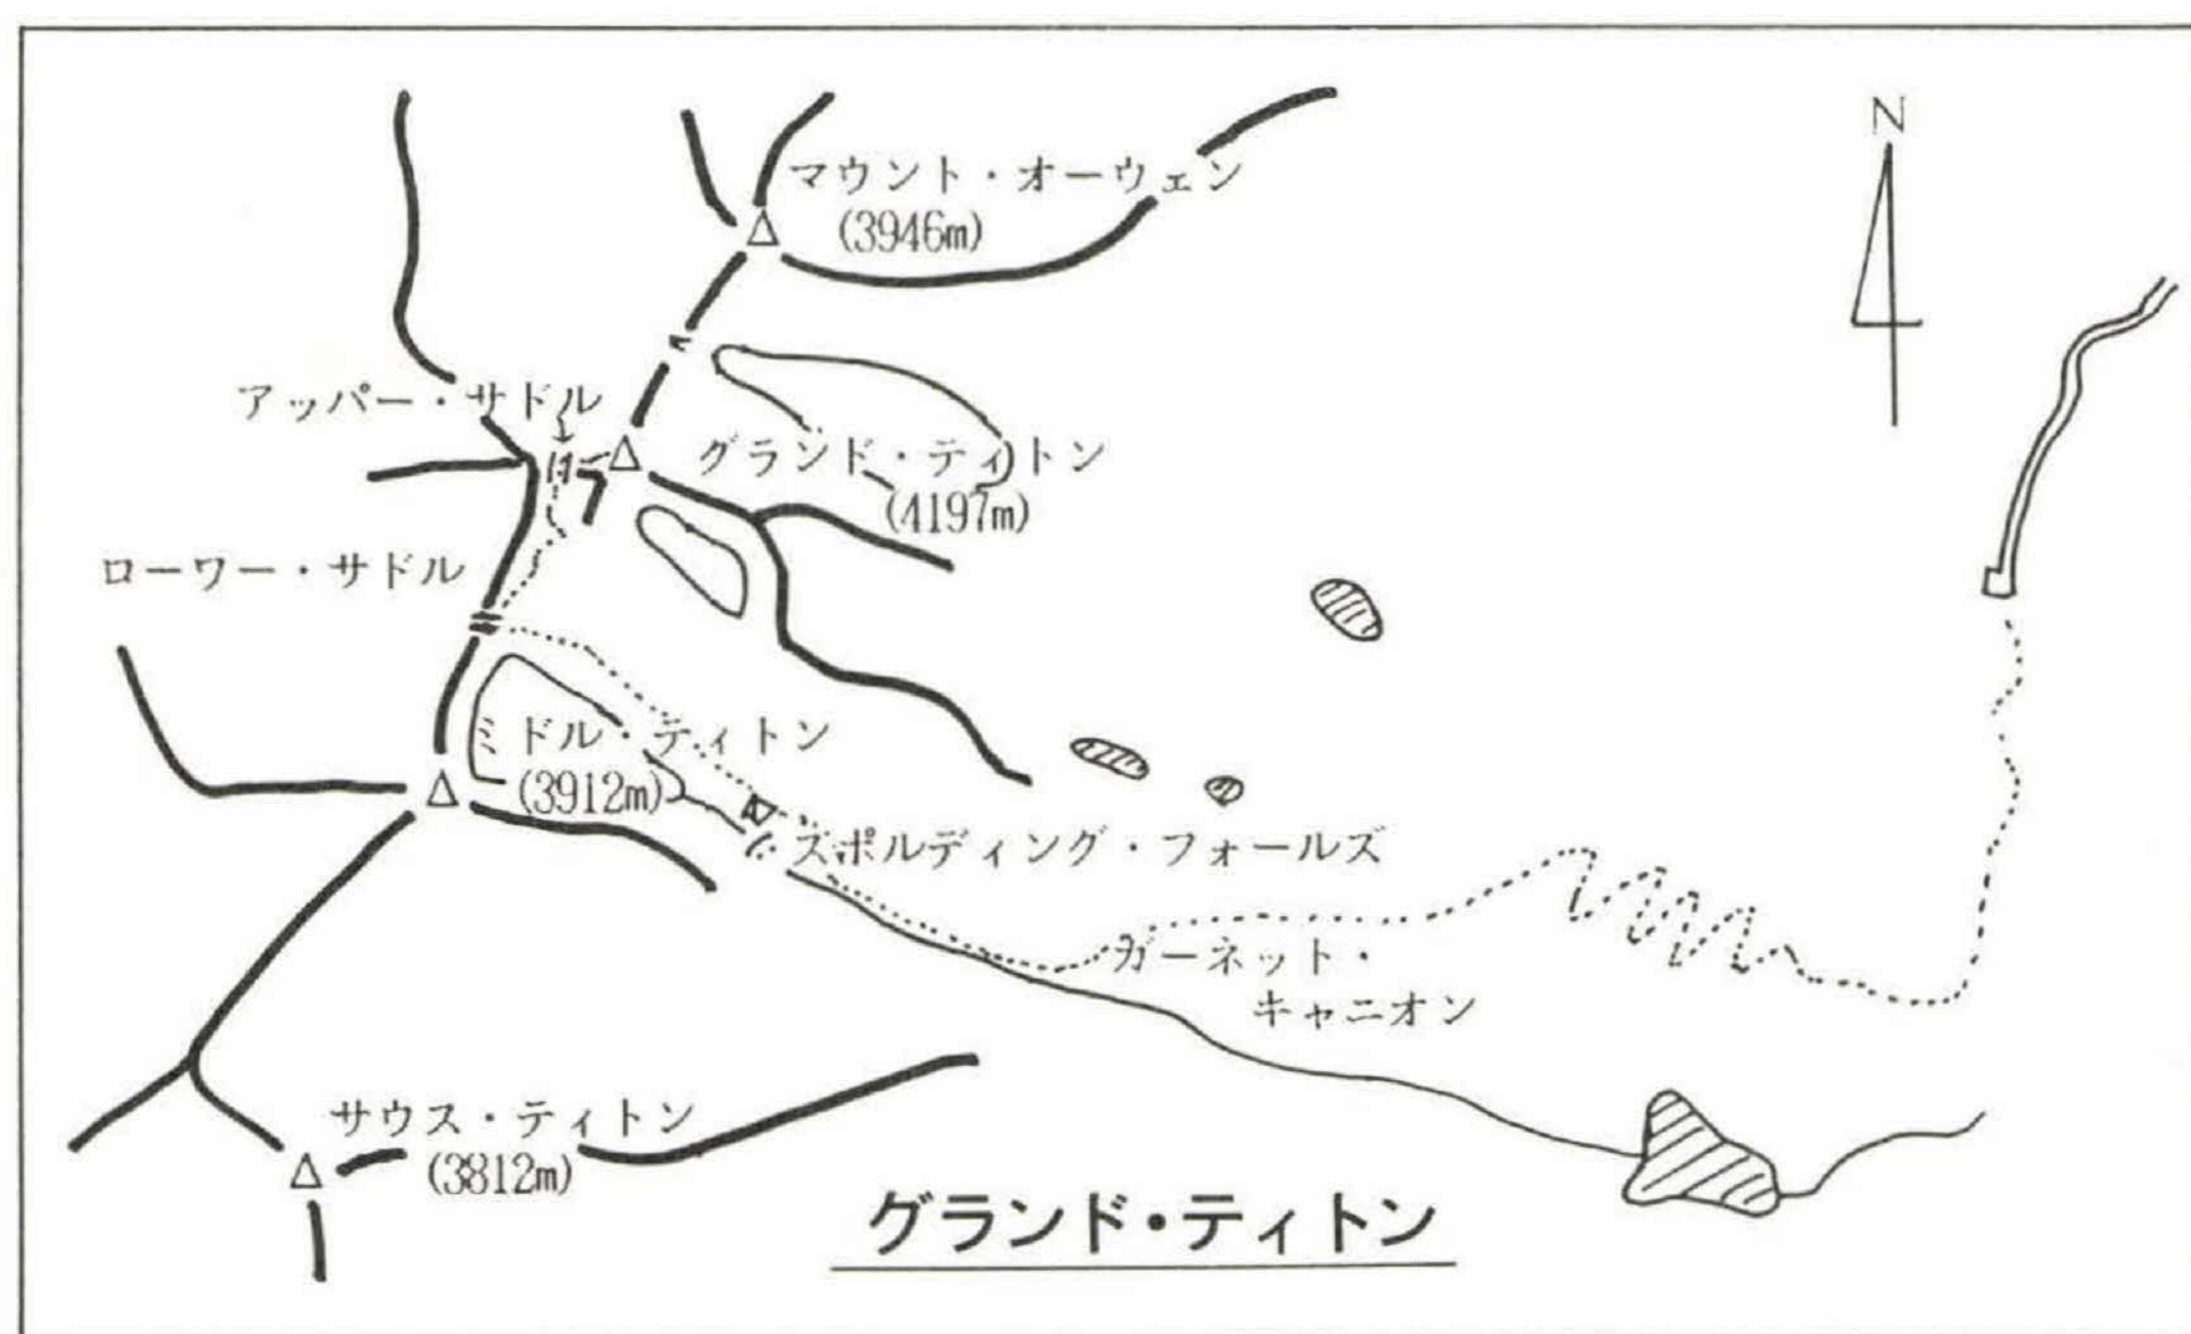 N
マウント・オーウェン
(3946m)
アッパー・サドル
グランド・ティトン
(4197m)
ローワー・サドル
ミドル・ティトン
(3912m)
スポルディング・フォールズ
ガーネット・
キャニオン
サウス・ティトン
(3812m)
グランド・ティトン